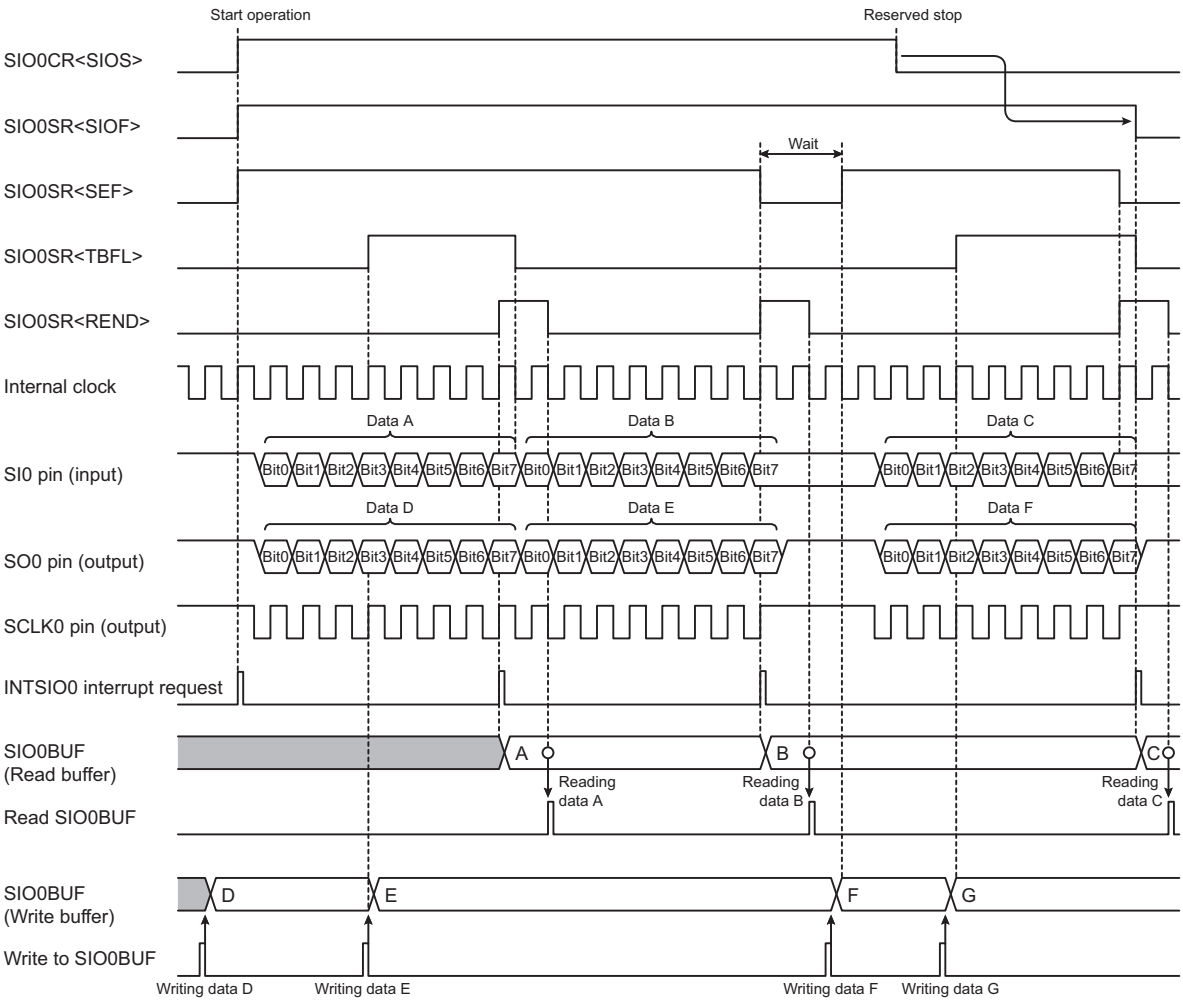 Start operation
Reserved stop
SIO0CR<SIOS>
SIO0SR<SIOF>
Wait
SIO0SR<SEF>
SIO0SR<TBFL>
SIO0SR<REND>
Internal clock
Data A
Data B
Data C
SI0 pin (input)
Bit0 Bit1 Bit2 Bit3 Bit4 Bit5 Bit6 Bit7 Bit0 Bit1 Bit2 Bit3 Bit4 Bit5 Bit6 Bit7 Bit0 Bit1 Bit2 Bit3 Bit4 Bit5 Bit6 Bit7
Data D
Data E
Data F
SO0 pin (output)
Bit0 Bit1 Bit2 Bit3 Bit4 Bit5 Bit6 Bit7 Bit0 Bit1 Bit2 Bit3 Bit4 Bit5 Bit6 Bit7 Bit0 Bit1 Bit2 Bit3 Bit4 Bit5 Bit6 Bit7
SCLK0 pin (output)
INTSIO0 interrupt request
SIO0BUF
(Read buffer)
A
B
C
Reading
data A
Reading
data B
Reading
data C
Read SIO0BUF
SIO0BUF
(Write buffer)
D
E
F
G
Write to SIO0BUF
Writing data D
Writing data E
Writing data F
Writing data G